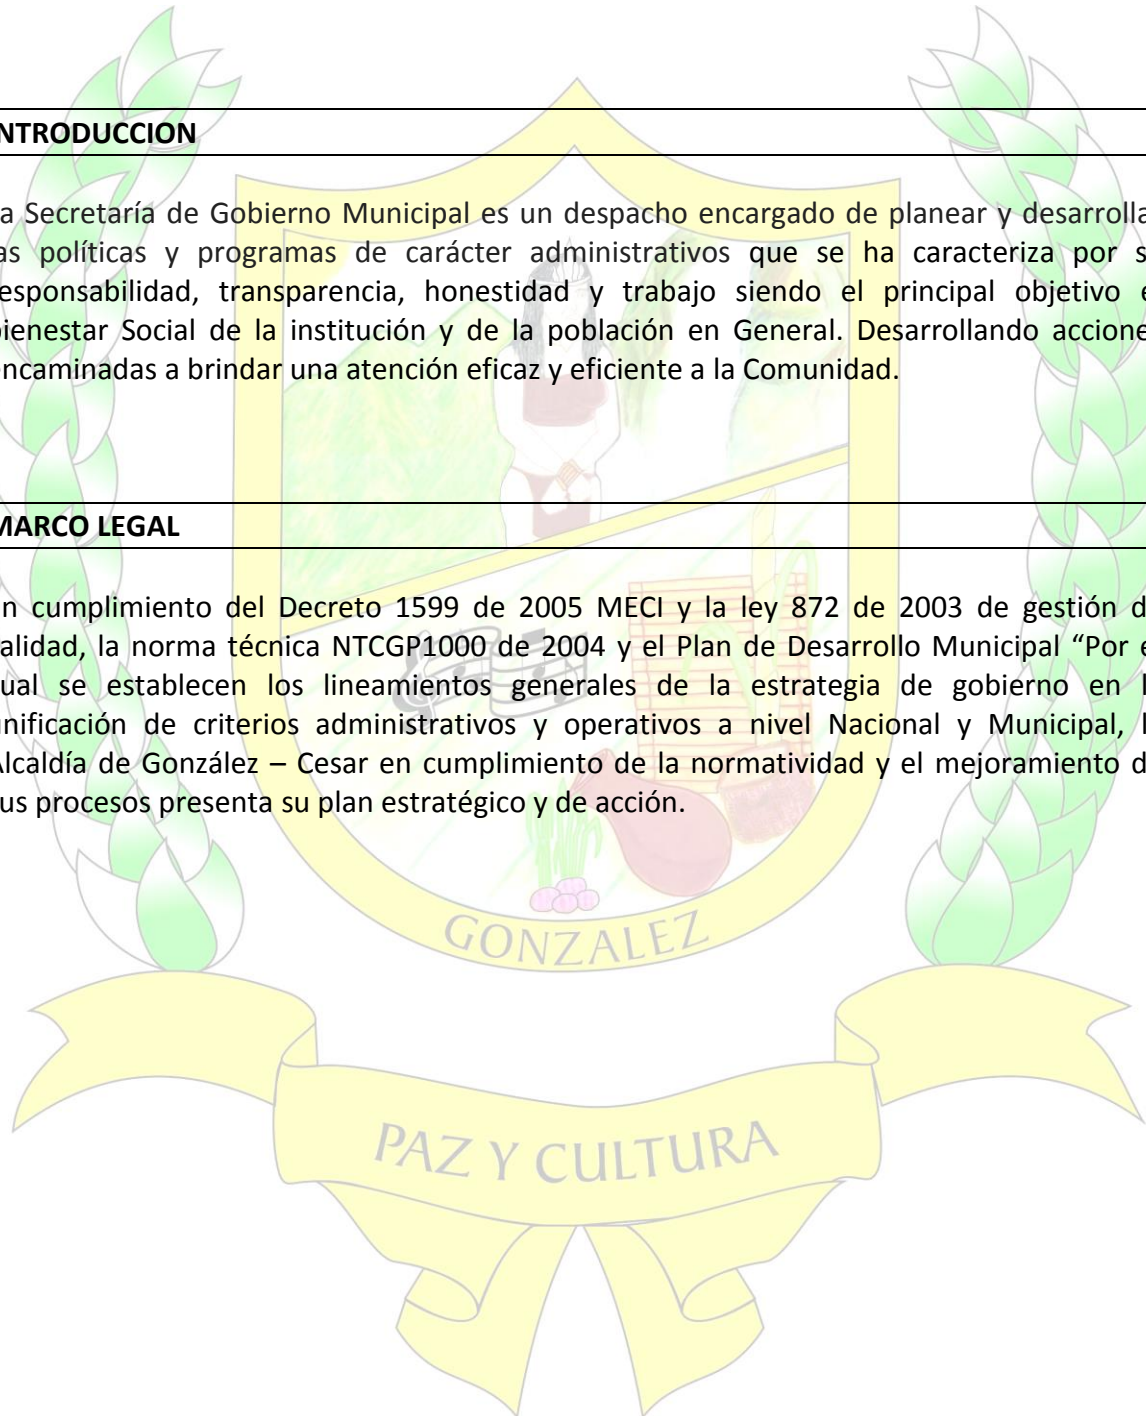 NTRODUCCION
a Secretaría de Gobierno Municipal es un despacho encargado de planear y desarrolla
as políticas y programas de carácter administrativos que se ha caracteriza por s
esponsabilidad, transparencia, honestidad y trabajo siendo el principal objetivo e
bienestar Social de la institución y de la población en General. Desarrollando accione
encaminadas a brindar una atención eficaz y eficiente a la Comunidad.
MARCO LEGAL
n cumplimiento del Decreto 1599 de 2005 MECI y la ley 872 de 2003 de gestión d
alidad, la norma técnica NTCGP1000 de 2004 y el Plan de Desarrollo Municipal “Por e
ual se establecen los lineamientos generales de la estrategia de gobierno en l
unificación de criterios administrativos y operativos a nivel Nacional y Municipal, l
Alcaldía de González – Cesar en cumplimiento de la normatividad y el mejoramiento d
us procesos presenta su plan estratégico y de acción.
GONZALEZ
PAZ Y CULTURA